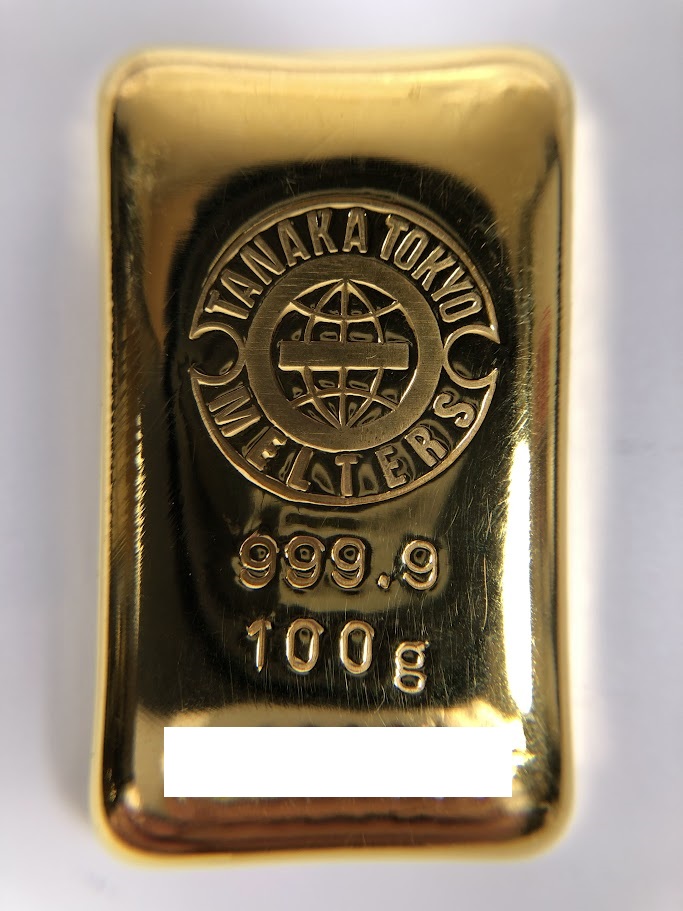 TANAKA TOKYO
MELTERS
999.9
100g